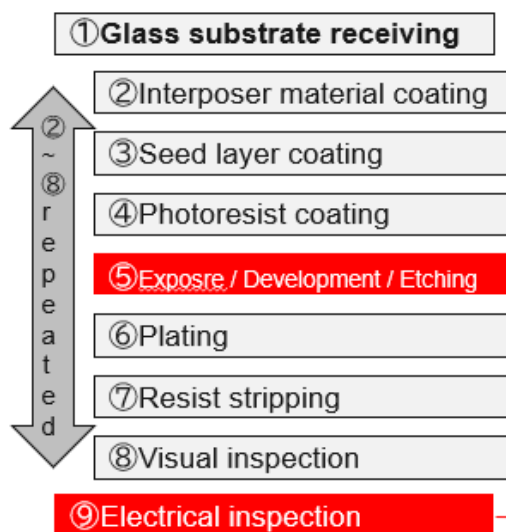 ①Glass substrate receiving
②Interposer material coating
③Seed layer coating
④Photoresist coating
⑤Exposre / Development / Etching
⑥Plating
⑦Resist stripping
⑧Visual inspection
⑨Electrical inspection
②~⑧repeated